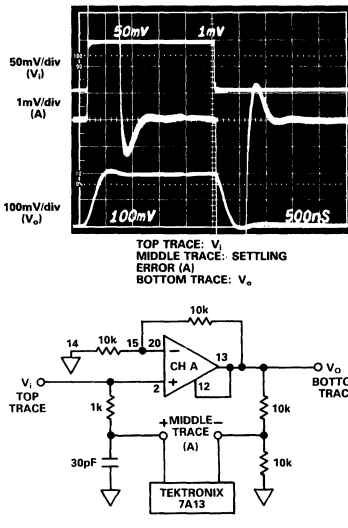 50mV
1mV
50mV/div
(Vi)
1mV/div
(A)
100mV/div
(Vo)
100mV
500nS
TOP TRACE: Vi
MIDDLE TRACE: SETTLING
ERROR (A)
BOTTOM TRACE: Vo
10k
14
10k
15
20
−
CH A
13
VO
Vi
TOP
TRACE
2
+
12
BOTTO
TRAC
1k
10k
+MIDDLE−
TRACE
(A)
30pF
10k
TEKTRONIX
7A13